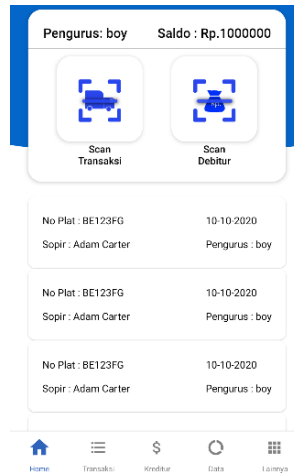 Pengurus: boy Saldo : Rp.1000000
Scan Transaksi
Scan Debitur
No Plat : BE123FG 10-10-2020
Sopir : Adam Carter Pengurus : boy
No Plat : BE123FG 10-10-2020
Sopir : Adam Carter Pengurus : boy
No Plat : BE123FG 10-10-2020
Sopir : Adam Carter Pengurus : boy
Home Transaksi Kreditur Data Lainnya